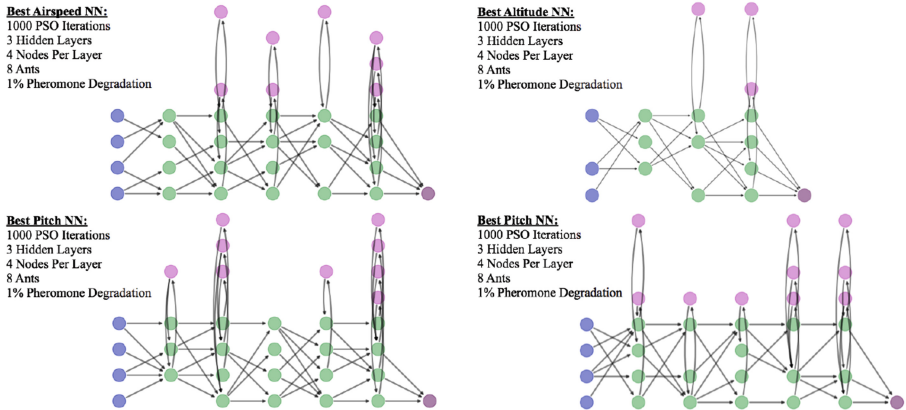 Best Airspeed NN:
1000 PSO Iterations
3 Hidden Layers
4 Nodes Per Layer
8 Ants
1% Pheromone Degradation
Best Altitude NN:
1000 PSO Iterations
3 Hidden Layers
4 Nodes Per Layer
8 Ants
1% Pheromone Degradation
Best Pitch NN:
1000 PSO Iterations
3 Hidden Layers
4 Nodes Per Layer
8 Ants
1% Pheromone Degradation
Best Pitch NN:
1000 PSO Iterations
3 Hidden Layers
4 Nodes Per Layer
8 Ants
1% Pheromone Degradation